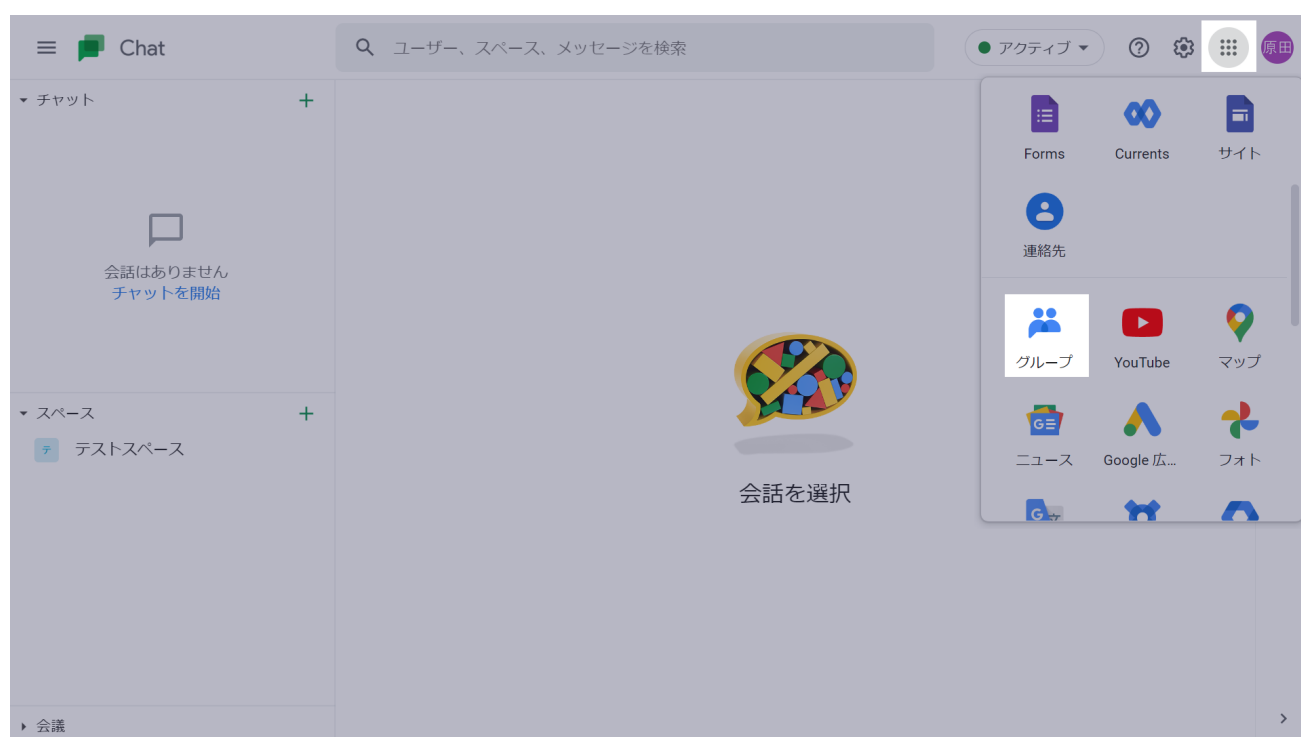 Chat
ユーザー、スペース、メッセージを検索
アクティブ
原田
チャット
会話はありません
チャットを開始
スペース
テ
テストスペース
会議
会話を選択
Forms
Currents
サイト
連絡先
グループ
YouTube
マップ
GE
ニュース
Google 広...
フォト
G